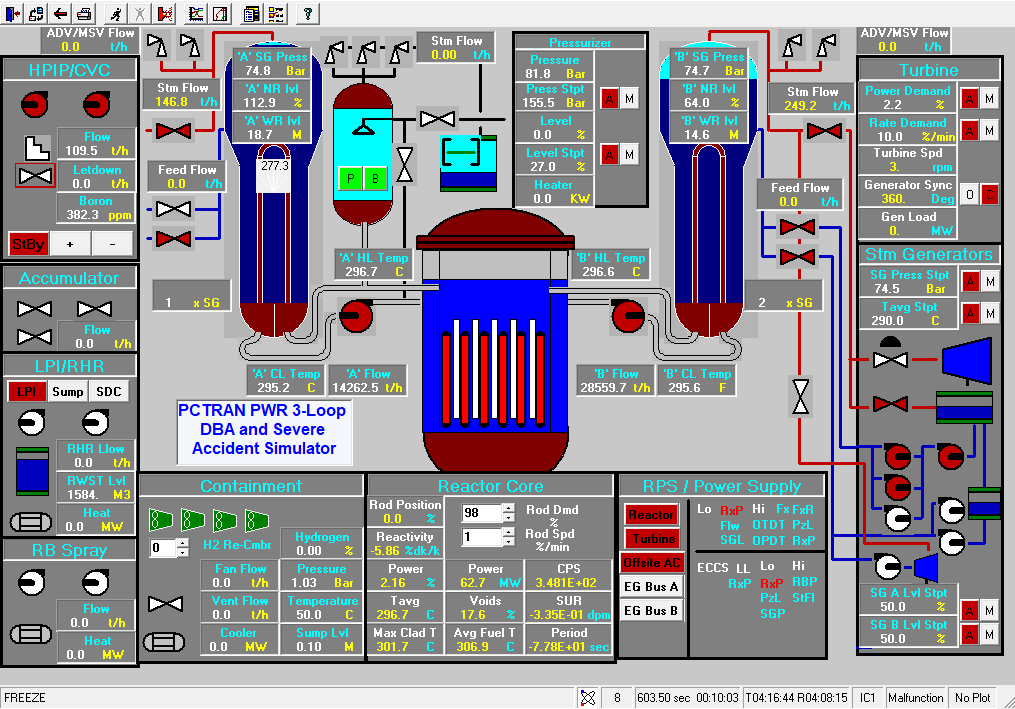 ADV/MSV Flow
0.0 t/h
HPIP/CVC
Flow
109.5 t/h
Letdown
0.0 t/h
Boron
382.3 ppm
StBy + -
Accumulator
Flow
0.0 t/h
LPI/RHR
LPI Sump SDC
RHR Llow
0.0 t/h
RWST Lvl
1584. M3
Heat
0.0 MW
RB Spray
Flow
0.0 t/h
Heat
0.0 MW
Stm Flow
146.8 t/h
Feed Flow
0.0 t/h
1 x SG
'A' SG Press
74.8 Bar
'A' NR lvl
112.9 %
'A' WR lvl
18.7 M
277.3
P B
Stm Flow
0.00 t/h
'A' HL Temp
296.7 C
'A' CL Temp
295.2 C
'A' Flow
14262.5 t/h
PCTRAN PWR 3-Loop
DBA and Severe
Accident Simulator
Pressurizer
Pressure
81.8 Bar
Press Stpt
155.5 Bar
A M
Level
0.0 %
Level Stpt
27.0 %
A M
Heater
0.0 KW
'B' HL Temp
296.6 C
'B' Flow
28559.7 t/h
'B' CL Temp
295.6 F
'B' SG Press
74.7 Bar
'B' NR lvl
64.0 %
'B' WR lvl
14.6 M
Stm Flow
249.2 t/h
Feed Flow
0.0 t/h
2 x SG
ADV/MSV Flow
0.0 t/h
Turbine
Power Demand
2.2 %
A M
Rate Demand
10.0 %/min
A M
Turbine Spd
3. rpm
Generator Sync
360. Deg
O C
Gen Load
0. MW
Stm Generators
SG Press Stpt
74.5 Bar
A M
Tavg Stpt
290.0 C
A M
SG A Lvl Stpt
50.0 %
A M
SG B Lvl Stpt
50.0 %
A M
Containment
0
H2 Re-Cmbr
Hydrogen
0.00 %
Fan Flow
0.0 t/h
Pressure
1.03 Bar
Vent Flow
0.0 t/h
Temperature
50.0 C
Cooler
0.0 MW
Sump Lvl
0.10 M
Reactor Core
Rod Position
0.0 %
98
Rod Dmd
%
Reactivity
-5.86 %dk/k
1
Rod Spd
%/min
Power
2.16 %
Power
62.7 MW
CPS
3.481E+02
Tavg
296.7 C
Voids
17.6 %
SUR
-3.35E-01 dpm
Max Clad T
301.7 C
Avg Fuel T
306.9 C
Period
-7.78E+01 sec
RPS / Power Supply
Reactor
Turbine
Offsite AC
EG Bus A
EG Bus B
Lo RxP Hi Fx FxR
Flw OTDT PzL
SGL OPDT RxP
ECCS LL Lo Hi
RxP RxP RBP
PzL StFl
SGP
FREEZE
8
603.50 sec 00:10:03
T04:16:44 R04:08:15
IC1
Malfunction
No Plot